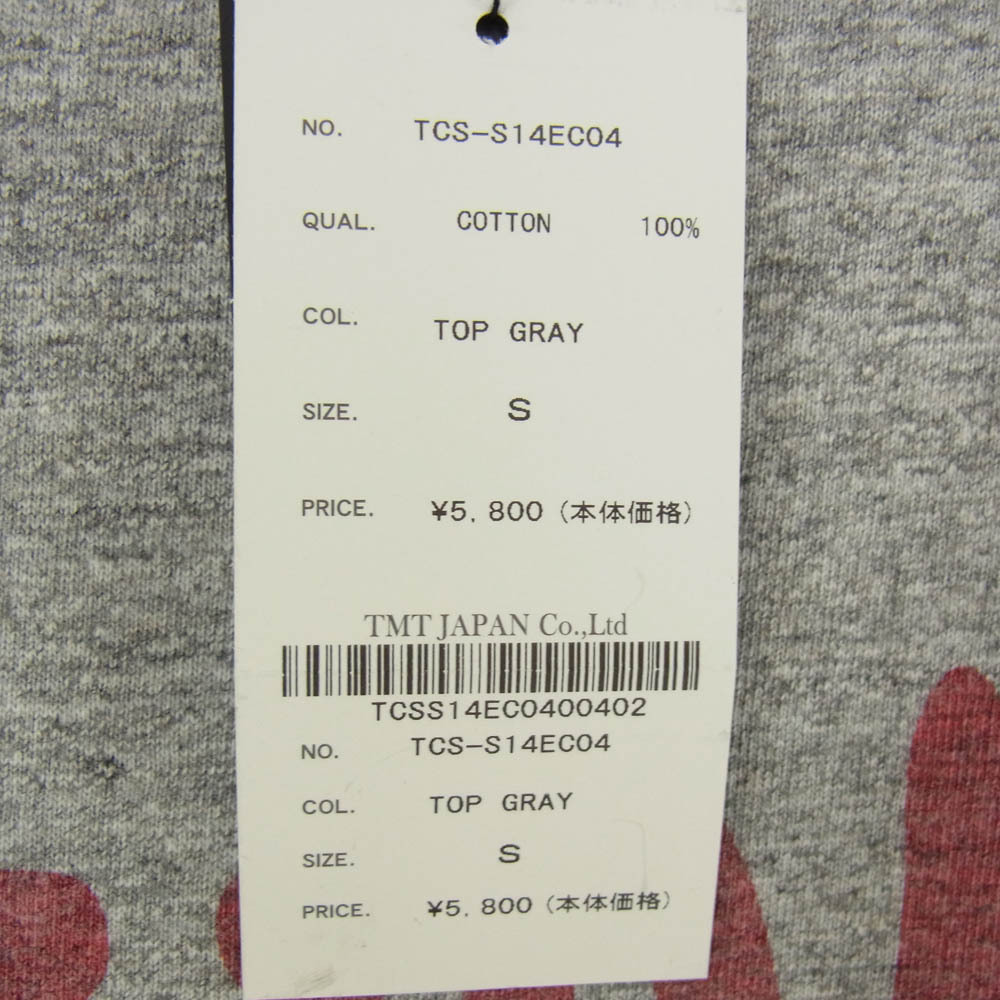 NO. TCS-S14EC04
QUAL. COTTON 100%
COL. TOP GRAY
SIZE. S
PRICE. ¥5,800 (本体価格)
TMT JAPAN Co.,Ltd
TCSS14EC0400402
NO. TCS-S14EC04
COL. TOP GRAY
SIZE. S
PRICE. ¥5,800 (本体価格)